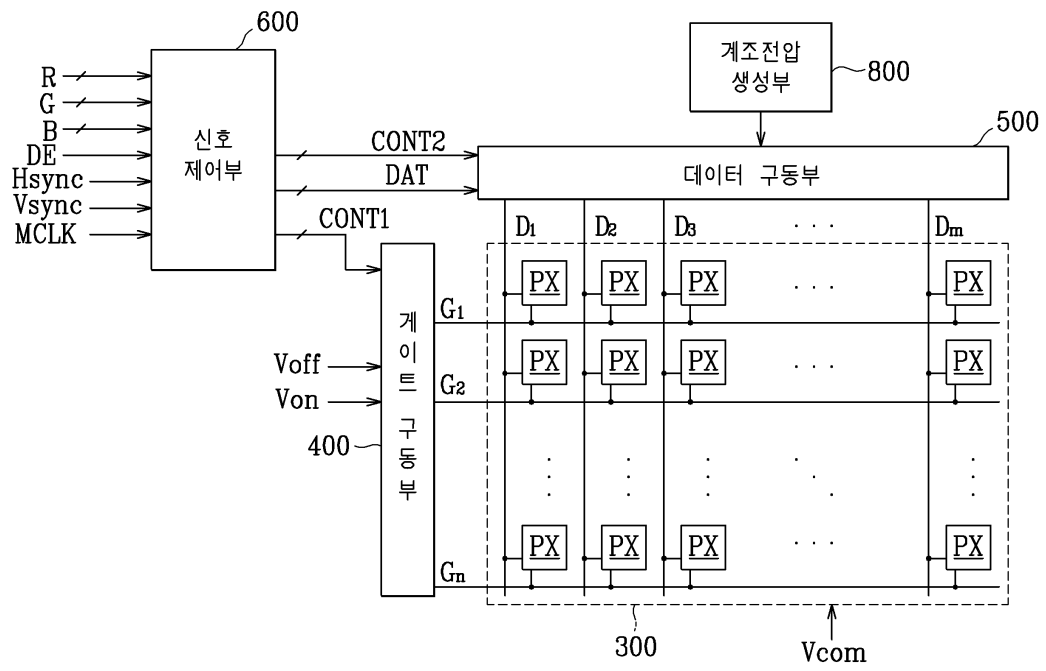 600
R
G
B
DE
Hsync
Vsync
MCLK
신호
제어부
CONT2
DAT
CONT1
계조전압
생성부
800
500
데이터 구동부
D1 D2 D3 · · · Dm
PX PX PX · · · PX
G1
게이트 구동부
Voff
Von
400
PX PX PX · · · PX
G2
PX PX PX · · · PX
Gn
300
Vcom